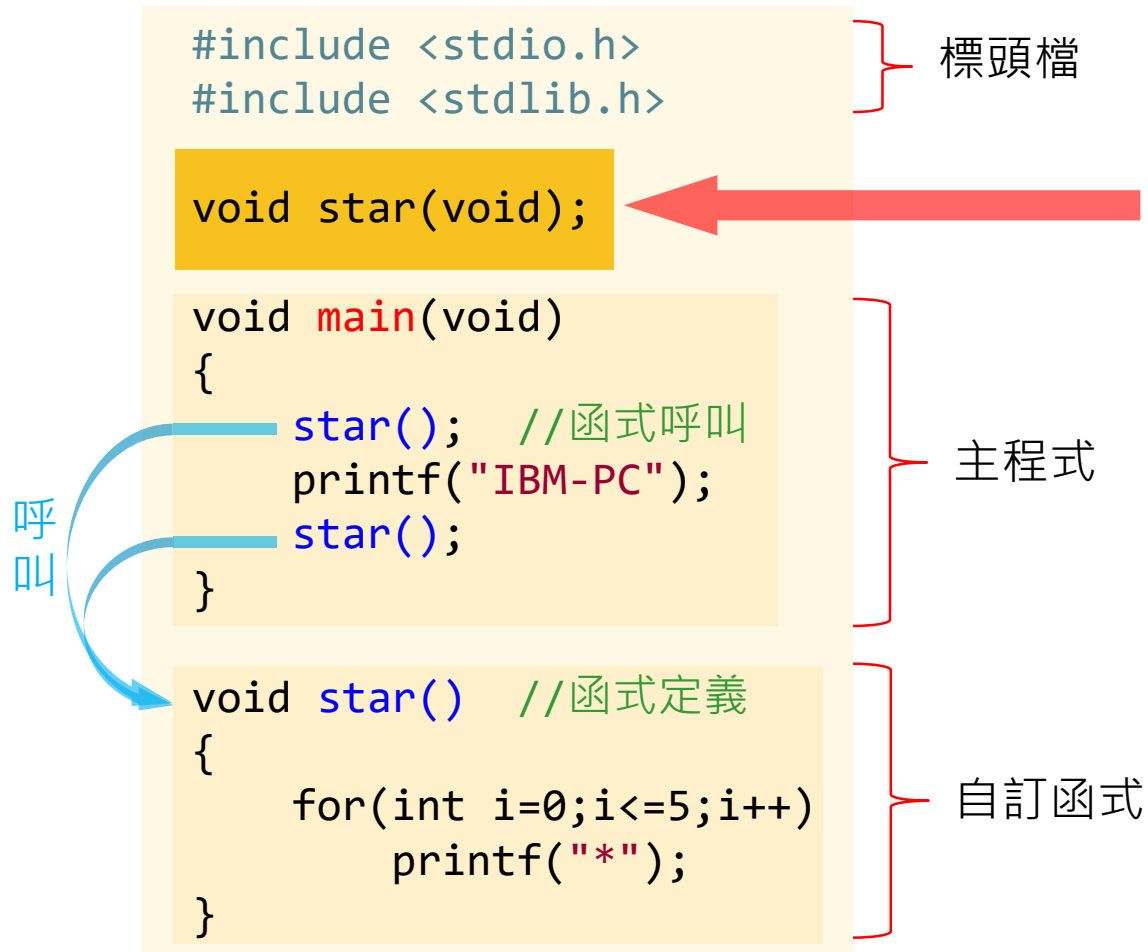 #include <stdio.h>
#include <stdlib.h>
標頭檔
void star(void);
void main(void)
{
star();  //函式呼叫
printf("IBM-PC");
star();
}
主程式
呼
叫
void star()  //函式定義
{
for(int i=0;i<=5;i++)
printf("*");
}
自訂函式